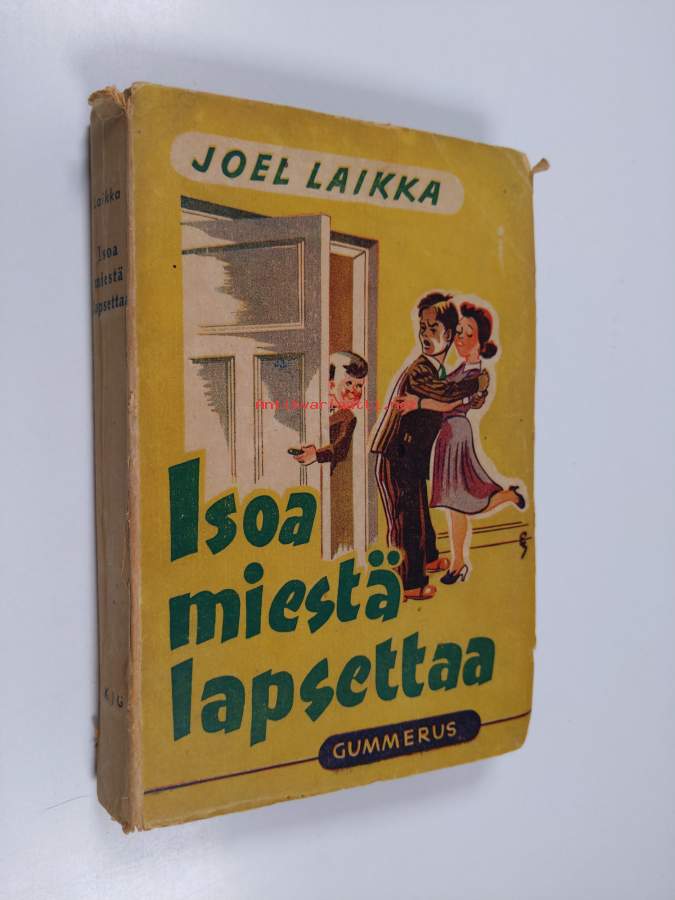 JOEL LAIKKA
Isoa
miestä
lapsettaa
GUMMERUS
Laikka
Isoa
miestä
lapsettaa
K J G